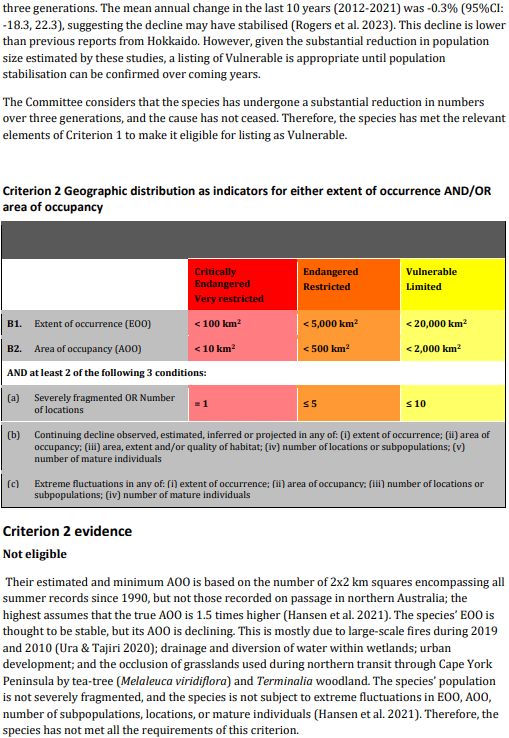 three generations. The mean annual change in the last 10 years (2012-2021) was -0.3% (95%CI:
-18.3, 22.3), suggesting the decline may have stabilised (Rogers et al. 2023). This decline is lower
than previous reports from Hokkaido. However, given the substantial reduction in population
size estimated by these studies, a listing of Vulnerable is appropriate until population
stabilisation can be confirmed over coming years.
The Committee considers that the species has undergone a substantial reduction in numbers
over three generations, and the cause has not ceased. Therefore, the species has met the relevant
elements of Criterion 1 to make it eligible for listing as Vulnerable.
Criterion 2 Geographic distribution as indicators for either extent of occurrence AND/OR
area of occupancy
Critically
Endangered
Very restricted
Endangered
Restricted
Vulnerable
Limited
B1. Extent of occurrence (EOO) < 100 km² < 5,000 km² < 20,000 km²
B2. Area of occupancy (AOO) < 10 km² < 500 km² < 2,000 km²
AND at least 2 of the following 3 conditions:
(a) Severely fragmented OR Number
of locations
= 1 ≤ 5 ≤ 10
(b) Continuing decline observed, estimated, inferred or projected in any of: (i) extent of occurrence; (ii) area of
occupancy; (iii) area, extent and/or quality of habitat; (iv) number of locations or subpopulations; (v)
number of mature individuals
(c) Extreme fluctuations in any of: (i) extent of occurrence; (ii) area of occupancy; (iii) number of locations or
subpopulations; (iv) number of mature individuals
Criterion 2 evidence
Not eligible
Their estimated and minimum AOO is based on the number of 2x2 km squares encompassing all
summer records since 1990, but not those recorded on passage in northern Australia; the
highest assumes that the true AOO is 1.5 times higher (Hansen et al. 2021). The species' EOO is
thought to be stable, but its AOO is declining. This is mostly due to large-scale fires during 2019
and 2010 (Ura & Tajiri 2020); drainage and diversion of water within wetlands; urban
development; and the occlusion of grasslands used during northern transit through Cape York
Peninsula by tea-tree (Melaleuca viridiflora) and Terminalia woodland. The species' population
is not severely fragmented, and the species is not subject to extreme fluctuations in EOO, AOO,
number of subpopulations, locations, or mature individuals (Hansen et al. 2021). Therefore, the
species has not met all the requirements of this criterion.